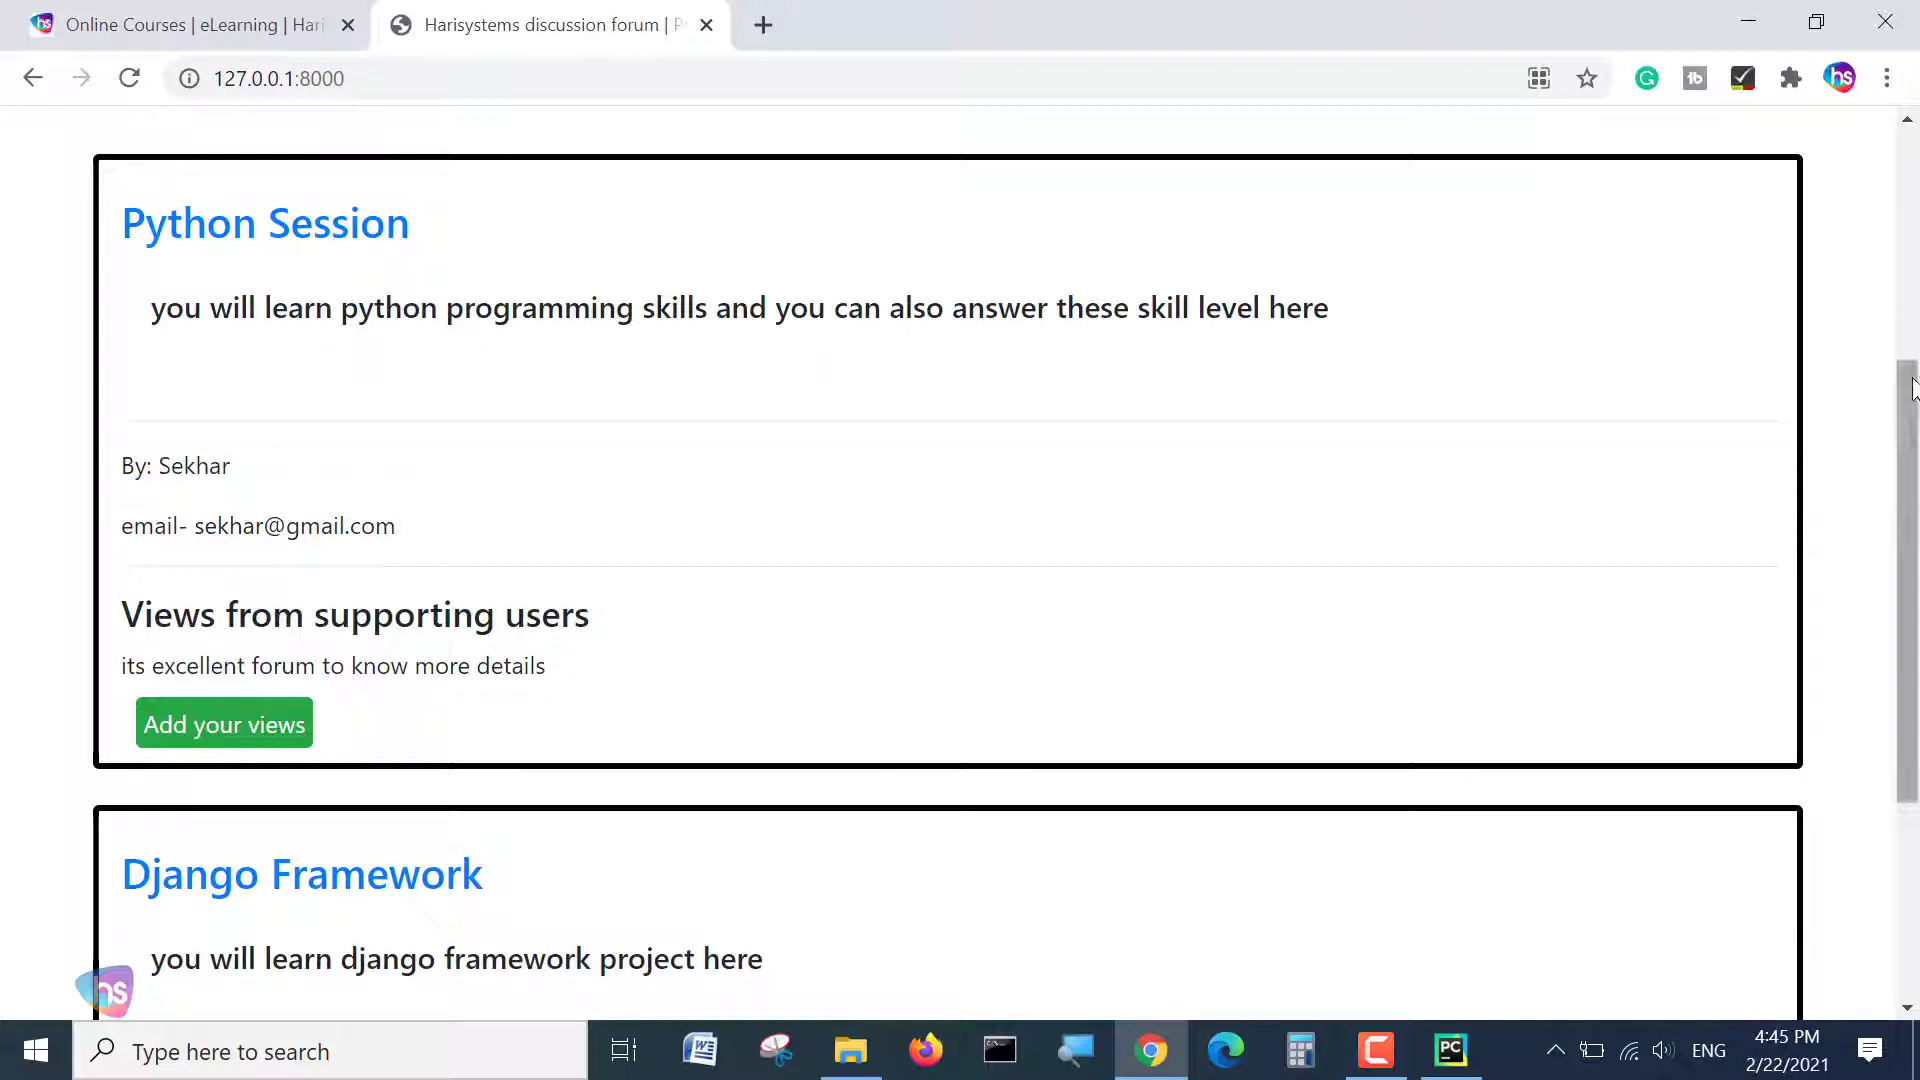 Online Courses | eLearning | Hari
Harisystems discussion forum | P
127.0.0.1:8000
hs
Python Session
you will learn python programming skills and you can also answer these skill level here
By: Sekhar
email- sekhar@gmail.com
Views from supporting users
its excellent forum to know more details
Add your views
Django Framework
you will learn django framework project here
hs
Type here to search
PC
ENG
4:45 PM
2/22/2021